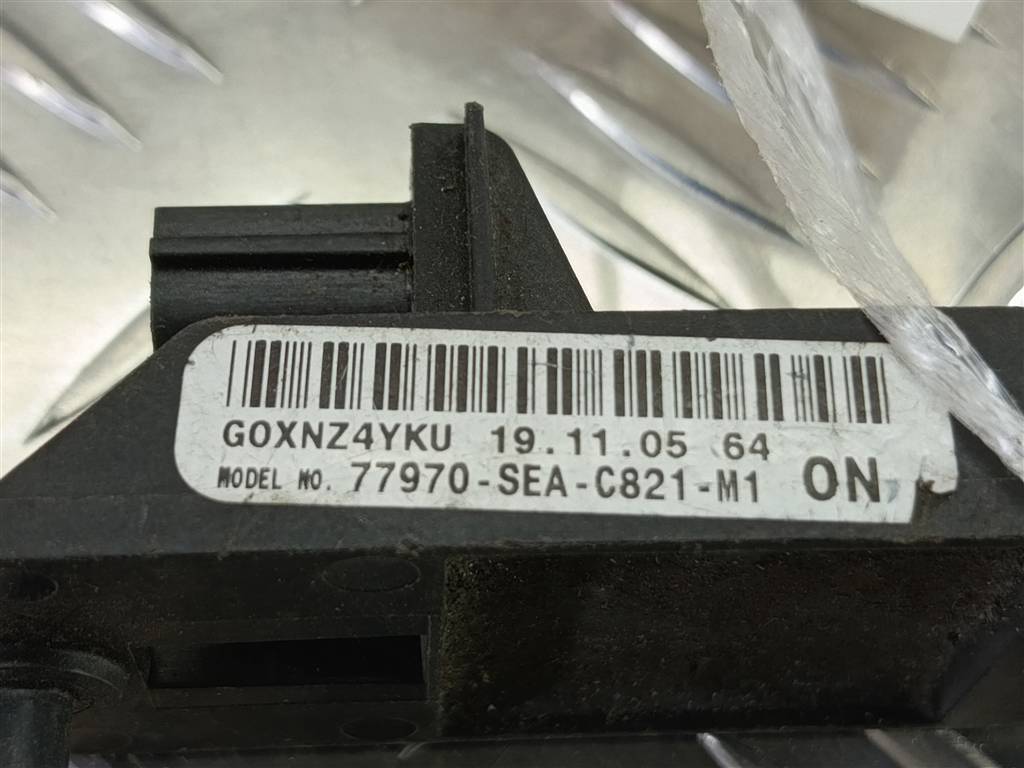 G0XNZ4YKU 19.11.05 64
MODEL NO. 77970-SEA-C821-M1 ON